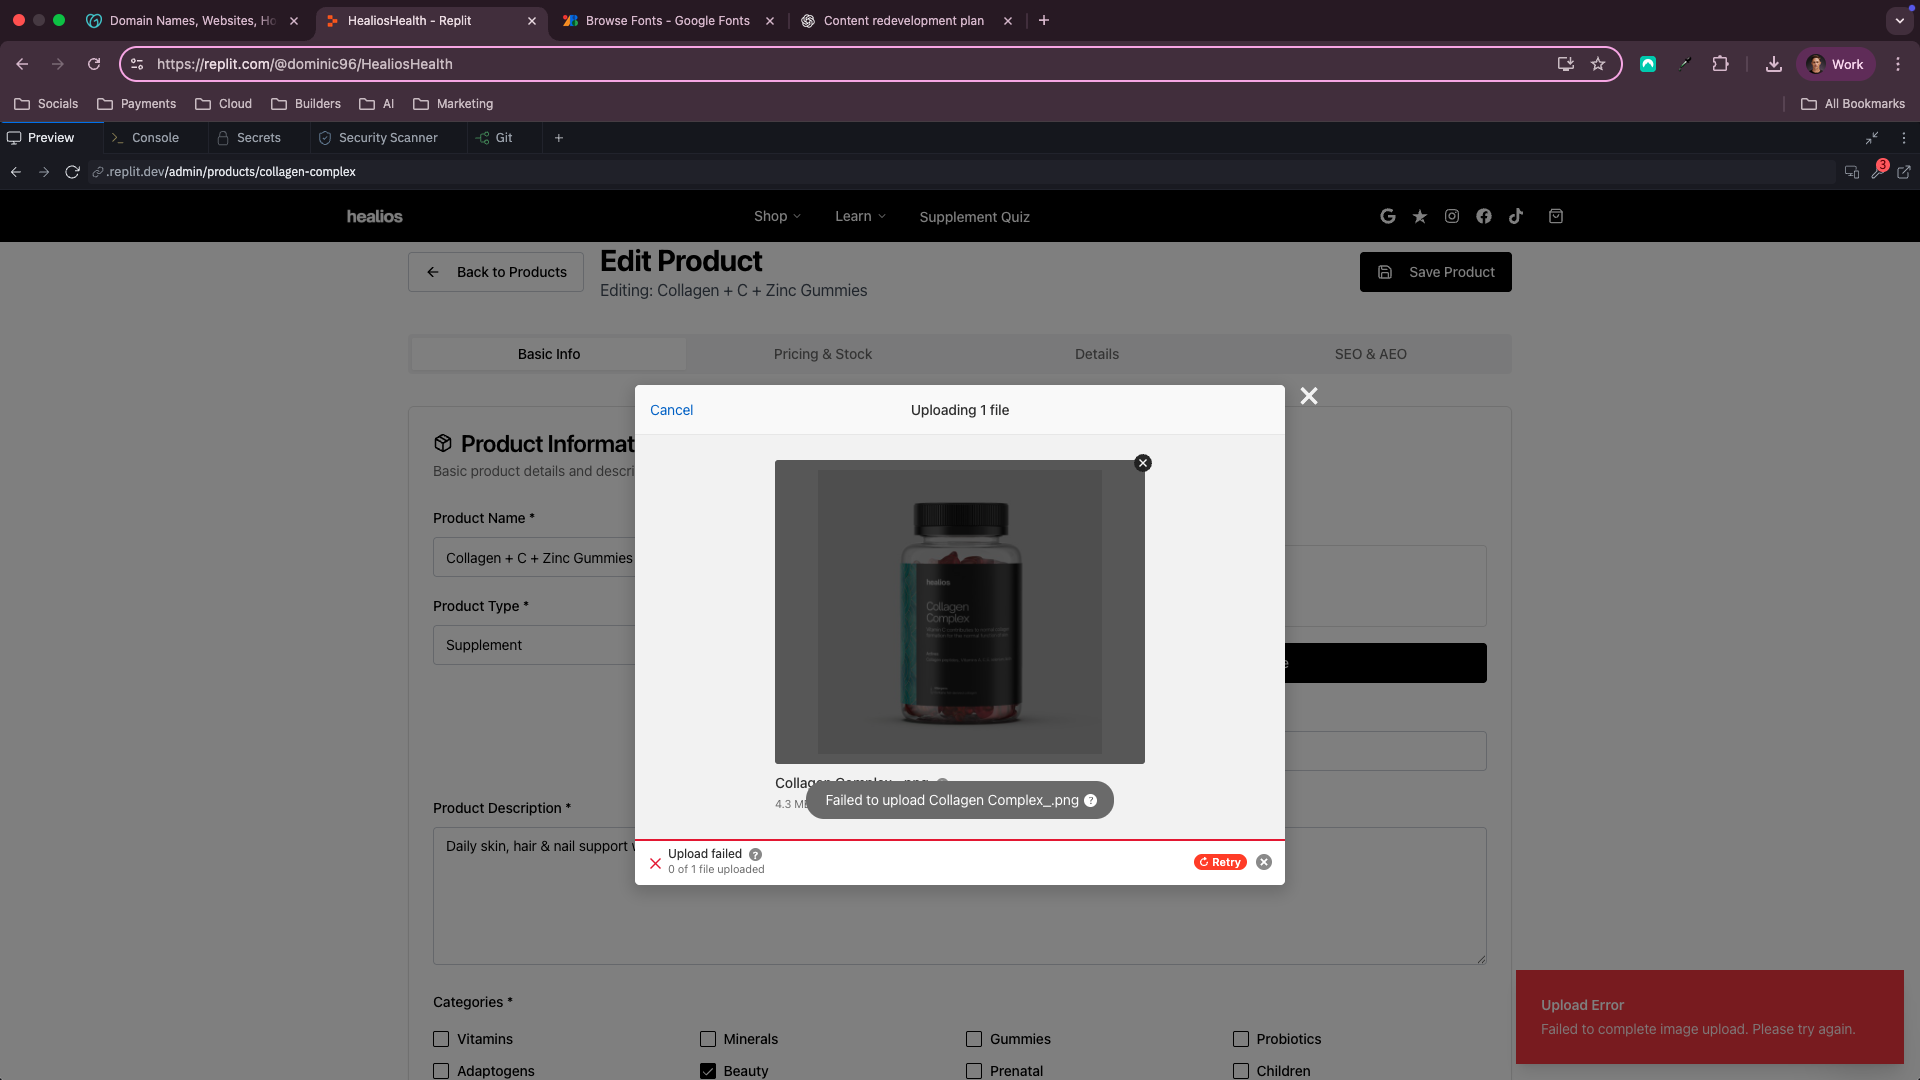 Domain Names, Websites, Ho
HealiosHealth - Replit
Browse Fonts - Google Fonts
Content redevelopment plan
https://replit.com/@dominic96/HealiosHealth
Work
Socials
Payments
Cloud
Builders
AI
Marketing
All Bookmarks
Preview
Console
Secrets
Security Scanner
Git
.replit.dev/admin/products/collagen-complex
3
healios
Shop
Learn
Supplement Quiz
Back to Products
Edit Product
Editing: Collagen + C + Zinc Gummies
Save Product
Basic Info
Pricing & Stock
Details
SEO & AEO
Cancel
Uploading 1 file
Product Informat
Basic product details and descri
Product Name *
Collagen + C + Zinc Gummies
Product Type *
Supplement
healios
Collagen
Complex
4.3 M
Failed to upload Collagen Complex_.png
Upload failed
0 of 1 file uploaded
Retry
Product Description *
Daily skin, hair & nail support
Categories *
Vitamins
Minerals
Gummies
Probiotics
Adaptogens
Beauty
Prenatal
Children
Upload Error
Failed to complete image upload. Please try again.